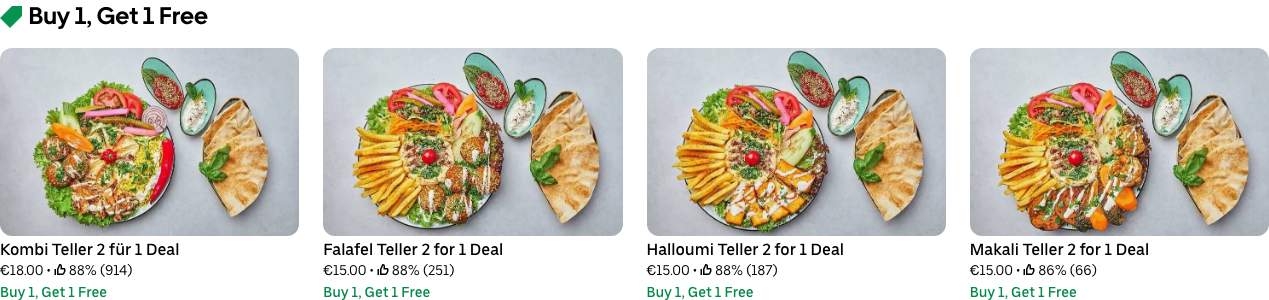 Buy 1, Get 1 Free
Kombi Teller 2 für 1 Deal
€18.00 • 88% (914)
Buy 1, Get 1 Free
Falafel Teller 2 for 1 Deal
€15.00 • 88% (251)
Buy 1, Get 1 Free
Halloumi Teller 2 for 1 Deal
€15.00 • 88% (187)
Buy 1, Get 1 Free
Makali Teller 2 for 1 Deal
€15.00 • 86% (66)
Buy 1, Get 1 Free